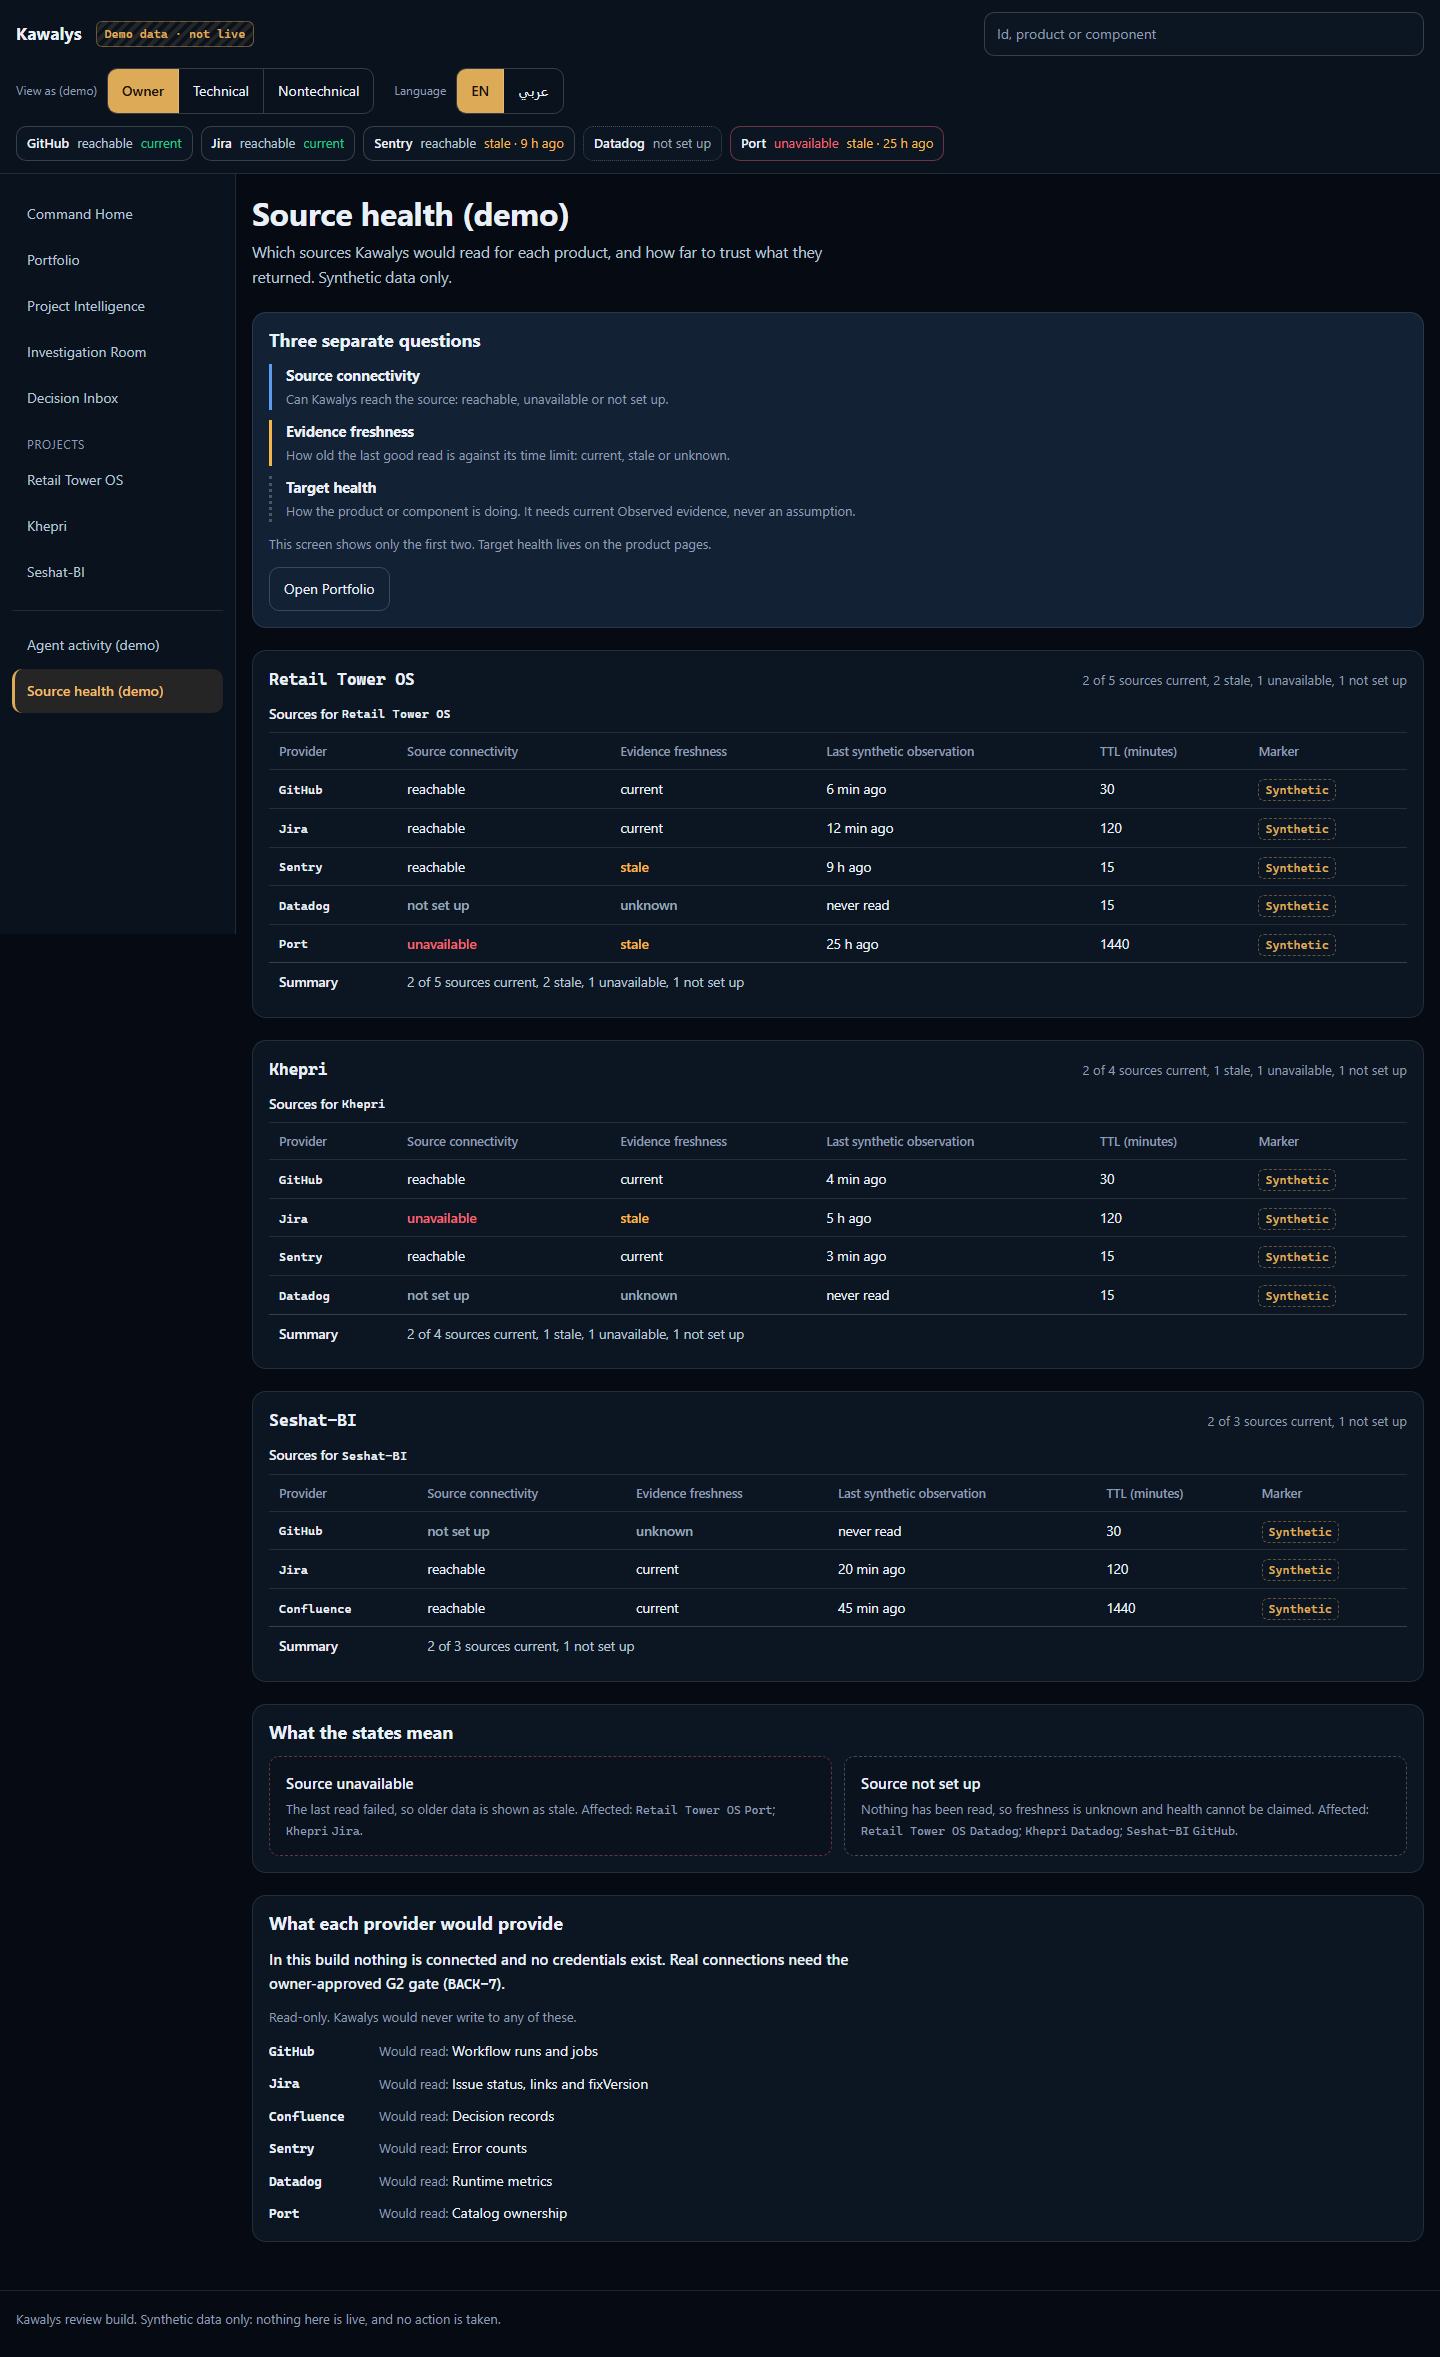 Kawalys Demo data · not live Id, product or component
View as (demo) Owner Technical Nontechnical Language EN عربي
GitHub reachable current Jira reachable current Sentry reachable stale · 9 h ago Datadog not set up Port unavailable stale · 25 h ago
Command Home
Portfolio
Project Intelligence
Investigation Room
Decision Inbox
PROJECTS
Retail Tower OS
Khepri
Seshat-BI
Agent activity (demo)
Source health (demo)
Source health (demo)
Which sources Kawalys would read for each product, and how far to trust what they
returned. Synthetic data only.
Three separate questions
Source connectivity
Can Kawalys reach the source: reachable, unavailable or not set up.
Evidence freshness
How old the last good read is against its time limit: current, stale or unknown.
Target health
How the product or component is doing. It needs current Observed evidence, never an assumption.
This screen shows only the first two. Target health lives on the product pages.
Open Portfolio
Retail Tower OS 2 of 5 sources current, 2 stale, 1 unavailable, 1 not set up
Sources for Retail Tower OS
Provider Source connectivity Evidence freshness Last synthetic observation TTL (minutes) Marker
GitHub reachable current 6 min ago 30 Synthetic
Jira reachable current 12 min ago 120 Synthetic
Sentry reachable stale 9 h ago 15 Synthetic
Datadog not set up unknown never read 15 Synthetic
Port unavailable stale 25 h ago 1440 Synthetic
Summary 2 of 5 sources current, 2 stale, 1 unavailable, 1 not set up
Khepri 2 of 4 sources current, 1 stale, 1 unavailable, 1 not set up
Sources for Khepri
Provider Source connectivity Evidence freshness Last synthetic observation TTL (minutes) Marker
GitHub reachable current 4 min ago 30 Synthetic
Jira unavailable stale 5 h ago 120 Synthetic
Sentry reachable current 3 min ago 15 Synthetic
Datadog not set up unknown never read 15 Synthetic
Summary 2 of 4 sources current, 1 stale, 1 unavailable, 1 not set up
Seshat-BI 2 of 3 sources current, 1 not set up
Sources for Seshat-BI
Provider Source connectivity Evidence freshness Last synthetic observation TTL (minutes) Marker
GitHub not set up unknown never read 30 Synthetic
Jira reachable current 20 min ago 120 Synthetic
Confluence reachable current 45 min ago 1440 Synthetic
Summary 2 of 3 sources current, 1 not set up
What the states mean
Source unavailable
The last read failed, so older data is shown as stale. Affected: Retail Tower OS Port;
Khepri Jira.
Source not set up
Nothing has been read, so freshness is unknown and health cannot be claimed. Affected:
Retail Tower OS Datadog; Khepri Datadog; Seshat-BI GitHub.
What each provider would provide
In this build nothing is connected and no credentials exist. Real connections need the
owner-approved G2 gate (BACK-7).
Read-only. Kawalys would never write to any of these.
GitHub Would read: Workflow runs and jobs
Jira Would read: Issue status, links and fixVersion
Confluence Would read: Decision records
Sentry Would read: Error counts
Datadog Would read: Runtime metrics
Port Would read: Catalog ownership
Kawalys review build. Synthetic data only: nothing here is live, and no action is taken.